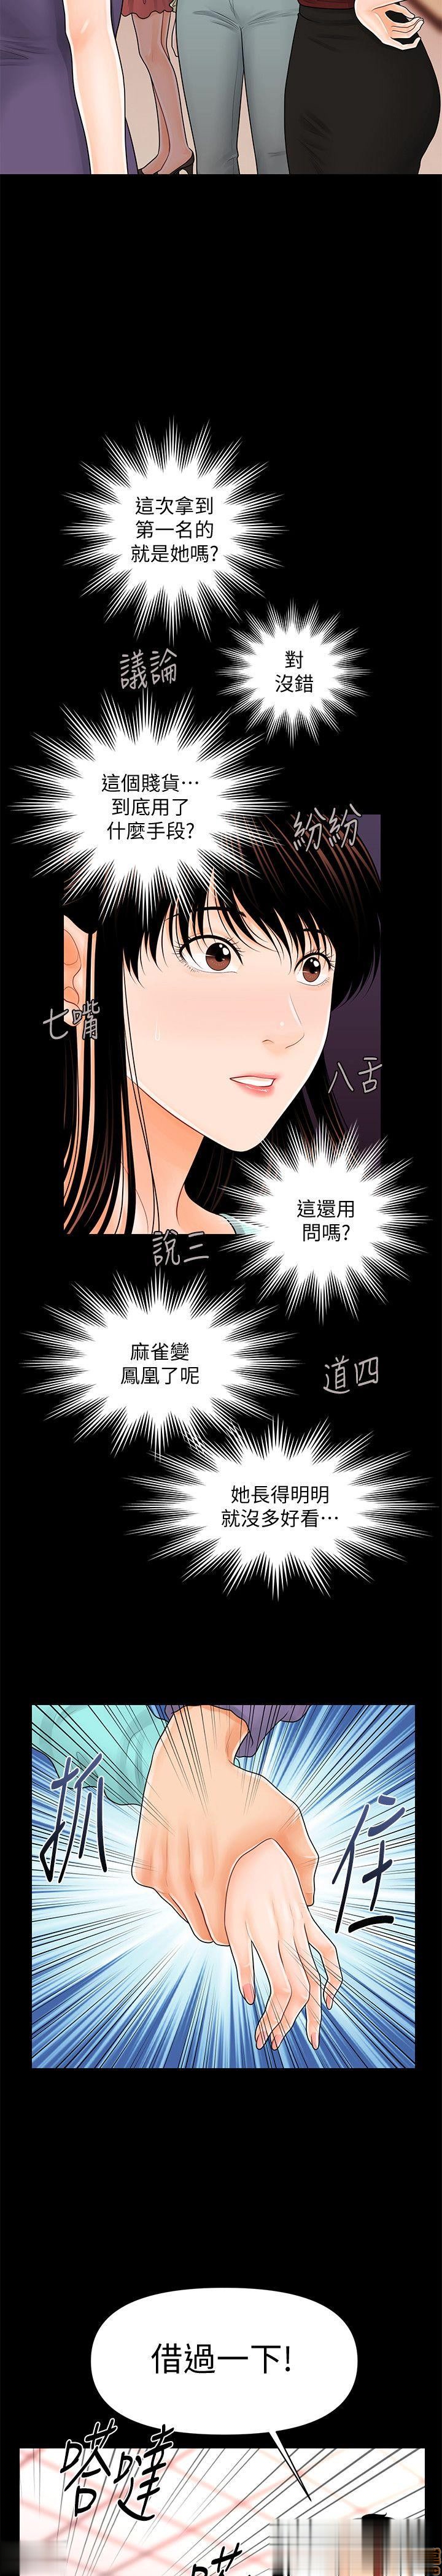 這次拿到
第一名的
就是她嗎?
對
沒錯
議論
這個賤貨…
到底用了
什麼手段?
紛紛
七嘴
八舌
這還用
問嗎?
說三
麻雀變
鳳凰了呢
道四
她長得明明
就沒多好看…
抓
住
借過一下!
嗒
噠
嗒